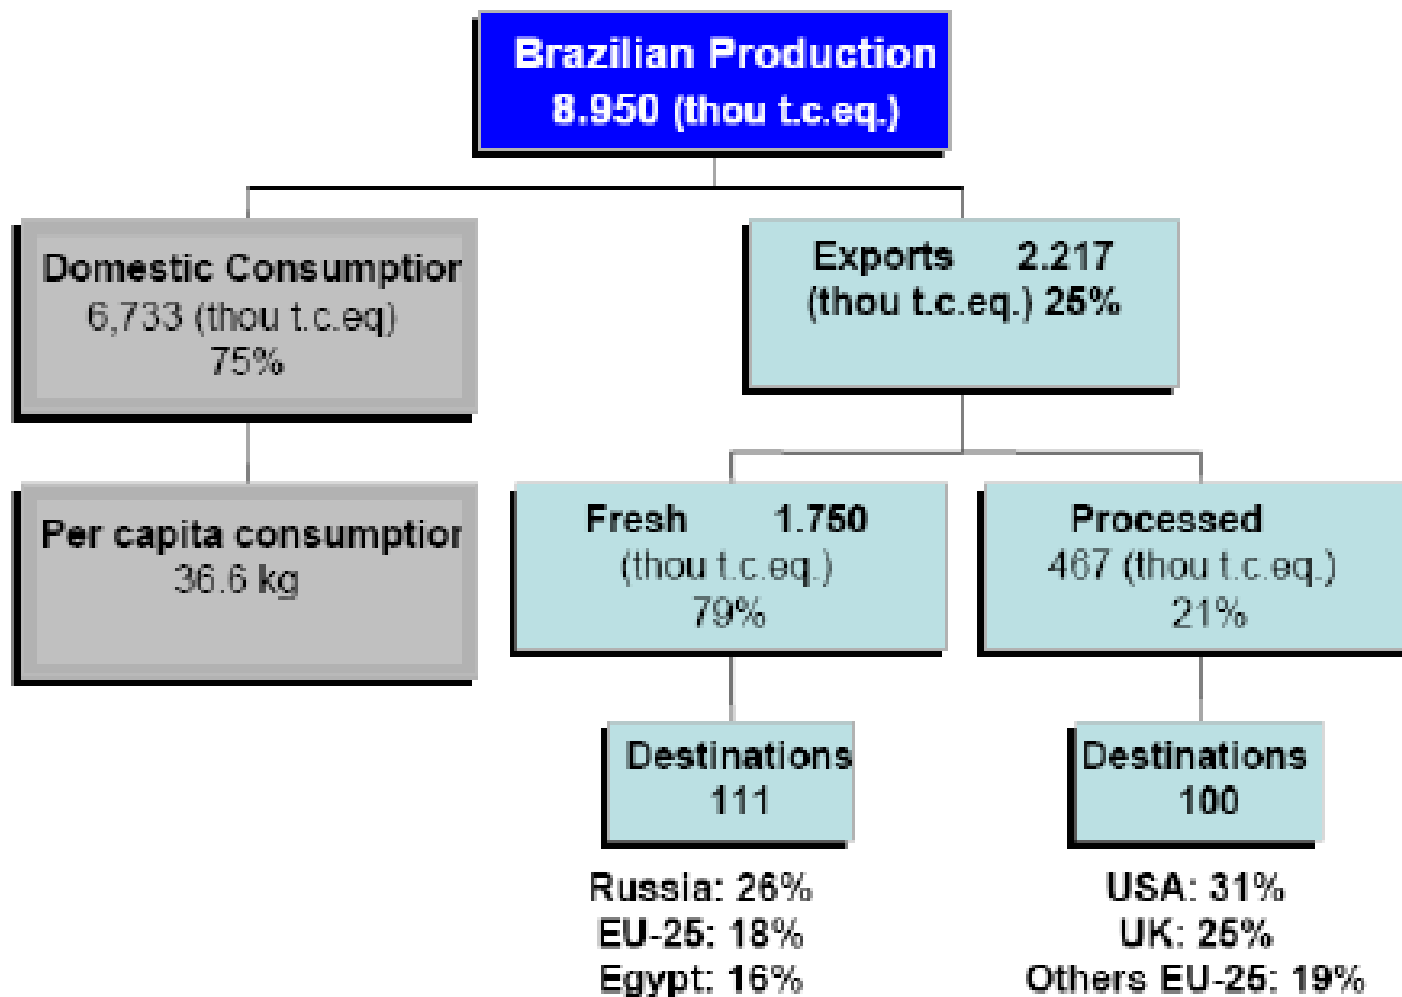 Brazilian Production
8.950 (thou t.c.eq.)
Domestic Consumption
6,733 (thou t.c.eq)
75%
Exports 2.217
(thou t.c.eq.) 25%
Per capita consumption
36.6 kg
Fresh 1.750
(thou t.c.eq.)
79%
Processed
467 (thou t.c.eq.)
21%
Destinations
111
Destinations
100
Russia: 26%
EU-25: 18%
Egypt: 16%
USA: 31%
UK: 25%
Others EU-25: 19%